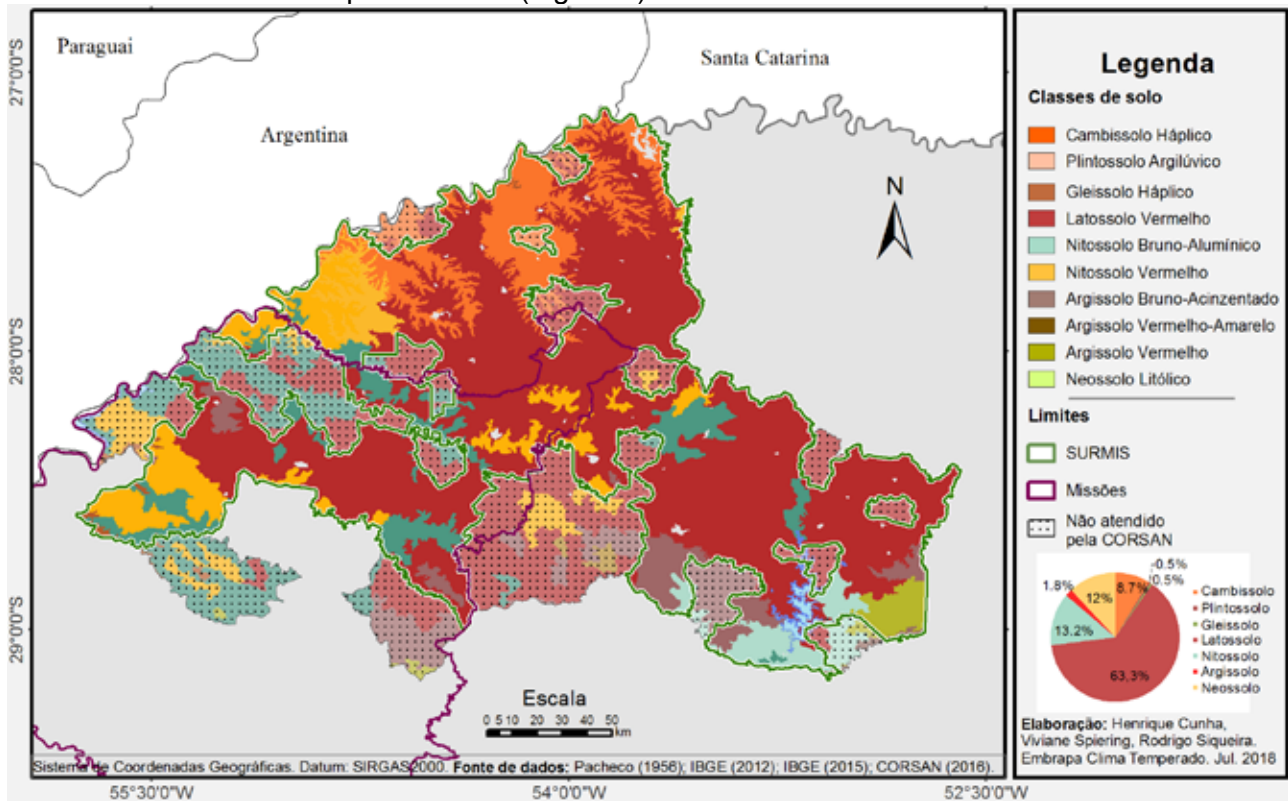 Paraguai
Argentina
Santa Catarina
N
27°0'0"S
28°0'0"S
29°0'0"S
55°30'0"W
54°0'0"W
52°30'0"W
Escala
0 5 10 20 30 40 50
km
Sistema de Coordenadas Geográficas. Datum: SIRGAS2000. Fonte de dados: Pacheco (1956); IBGE (2012); IBGE (2015); CORSAN (2016).
Legenda
Classes de solo
Cambissolo Háplico
Plintossolo Argilúvico
Gleissolo Háplico
Latossolo Vermelho
Nitossolo Bruno-Alumínico
Nitossolo Vermelho
Argissolo Bruno-Acinzentado
Argissolo Vermelho-Amarelo
Argissolo Vermelho
Neossolo Litólico
Limites
SURMIS
Missões
Não atendido
pela CORSAN
0.5%
0.5%
1.8%
12%
8.7%
13.2%
63,3%
Cambissolo
Plintossolo
Gleissolo
Latossolo
Nitossolo
Argissolo
Neossolo
Elaboração: Henrique Cunha,
Viviane Spiering, Rodrigo Siqueira.
Embrapa Clima Temperado. Jul. 2018